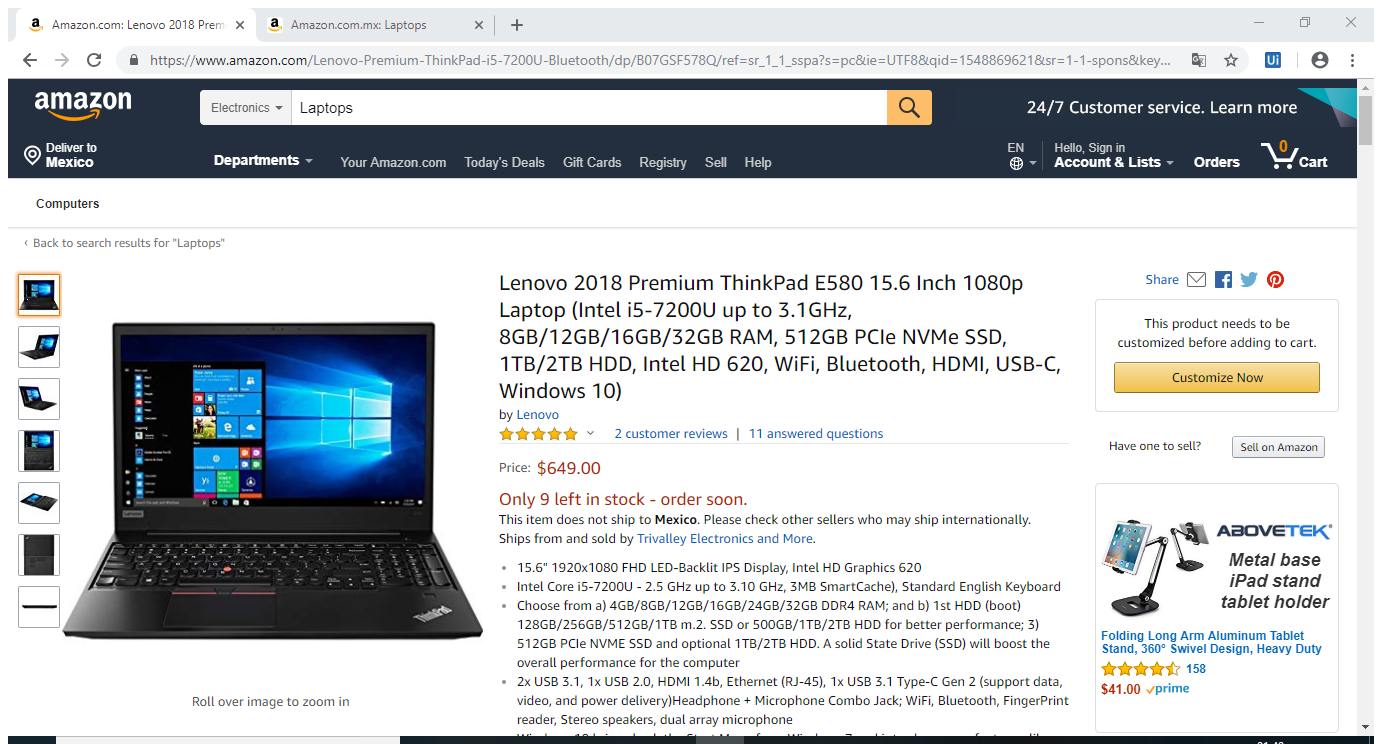 Amazon.com: Lenovo 2018 Prem
Amazon.com.mx: Laptops
https://www.amazon.com/Lenovo-Premium-ThinkPad-i5-7200U-Bluetooth/dp/B07GSF578Q/ref=sr_1_1_sspa?s=pc&ie=UTF8&qid=1548869621&sr=1-1-spons&key...
Ui
amazon
Electronics
Laptops
24/7 Customer service. Learn more
Deliver to
Mexico
Departments
Your Amazon.com
Today's Deals
Gift Cards
Registry
Sell
Help
EN
Hello, Sign in
Account & Lists
Orders
0
Cart
Computers
‹ Back to search results for "Laptops"
Lenovo 2018 Premium ThinkPad E580 15.6 Inch 1080p
Laptop (Intel i5-7200U up to 3.1GHz,
8GB/12GB/16GB/32GB RAM, 512GB PCIe NVMe SSD,
1TB/2TB HDD, Intel HD 620, WiFi, Bluetooth, HDMI, USB-C,
Windows 10)
by Lenovo
2 customer reviews | 11 answered questions
Price: $649.00
Only 9 left in stock - order soon.
This item does not ship to Mexico. Please check other sellers who may ship internationally.
Ships from and sold by Trivalley Electronics and More.
• 15.6" 1920x1080 FHD LED-Backlit IPS Display, Intel HD Graphics 620
• Intel Core i5-7200U - 2.5 GHz up to 3.10 GHz, 3MB SmartCache), Standard English Keyboard
• Choose from a) 4GB/8GB/12GB/16GB/24GB/32GB DDR4 RAM; and b) 1st HDD (boot)
128GB/256GB/512GB/1TB m.2. SSD or 500GB/1TB/2TB HDD for better performance; 3)
512GB PCIe NVME SSD and optional 1TB/2TB HDD. A solid State Drive (SSD) will boost the
overall performance for the computer
• 2x USB 3.1, 1x USB 2.0, HDMI 1.4b, Ethernet (RJ-45), 1x USB 3.1 Type-C Gen 2 (support data,
video, and power delivery)Headphone + Microphone Combo Jack; WiFi, Bluetooth, FingerPrint
reader, Stereo speakers, dual array microphone
ThinkPad
Roll over image to zoom in
Share
This product needs to be
customized before adding to cart.
Customize Now
Have one to sell?
Sell on Amazon
ABOVETEK
Metal base
iPad stand
tablet holder
Folding Long Arm Aluminum Tablet
Stand, 360° Swivel Design, Heavy Duty
158
$41.00 prime